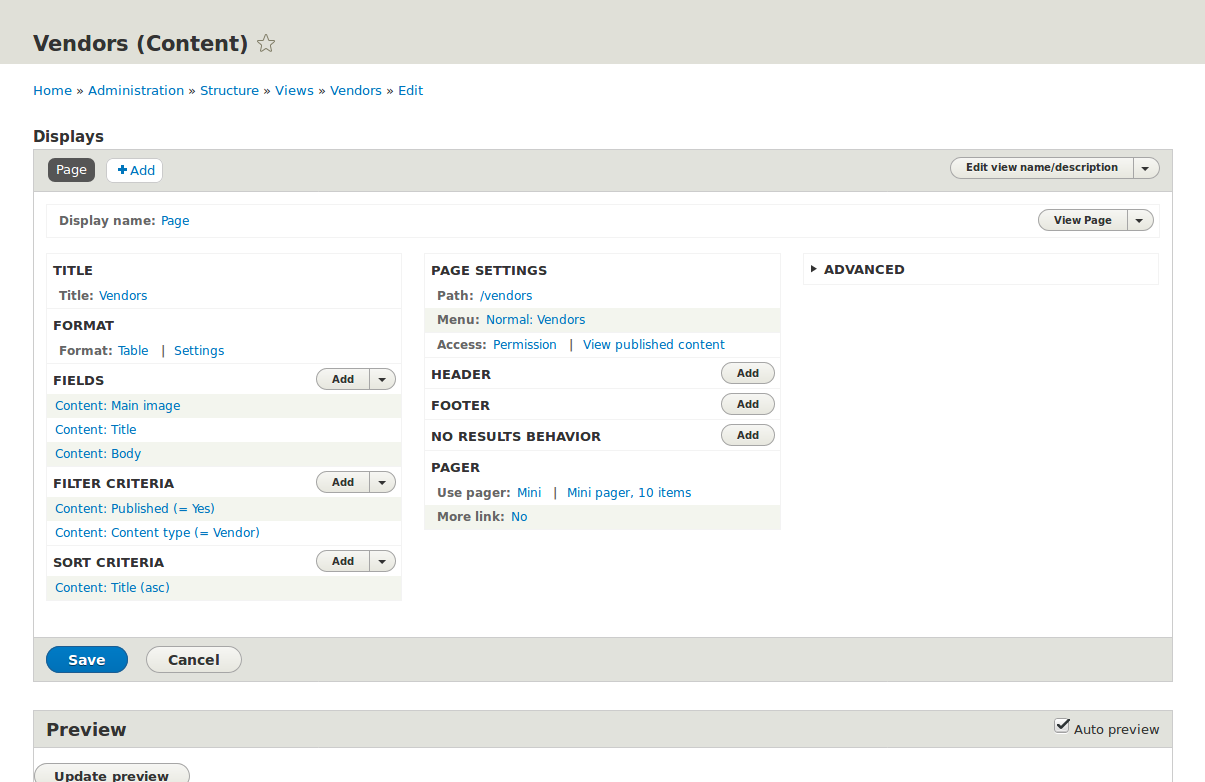 Vendors (Content)
Home » Administration » Structure » Views » Vendors » Edit
Displays
Page
Add
Edit view name/description
Display name: Page
View Page
TITLE
Title: Vendors
FORMAT
Format: Table | Settings
FIELDS
Add
Content: Main image
Content: Title
Content: Body
FILTER CRITERIA
Add
Content: Published (= Yes)
Content: Content type (= Vendor)
SORT CRITERIA
Add
Content: Title (asc)
PAGE SETTINGS
Path: /vendors
Menu: Normal: Vendors
Access: Permission | View published content
HEADER
Add
FOOTER
Add
NO RESULTS BEHAVIOR
Add
PAGER
Use pager: Mini | Mini pager, 10 items
More link: No
ADVANCED
Save
Cancel
Preview
Auto preview
Update preview